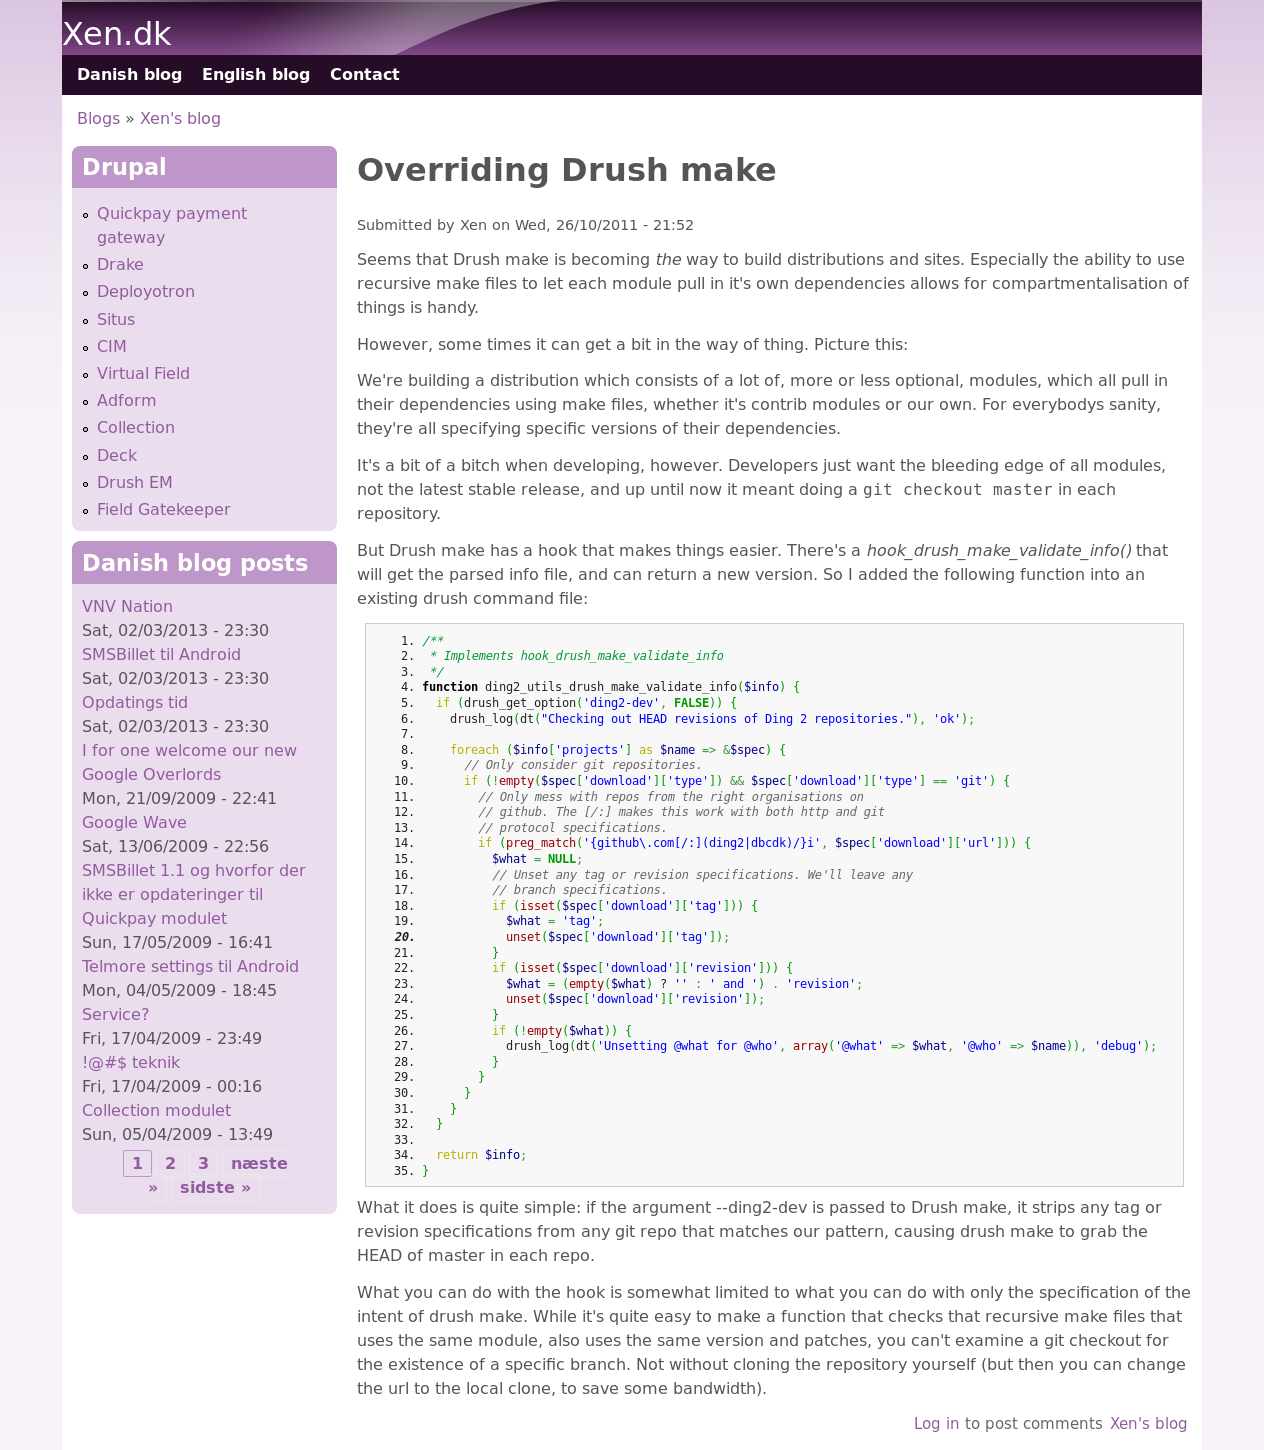 Xen.dk
Danish blog English blog Contact
Blogs » Xen's blog
Drupal
Quickpay payment
gateway
Drake
Deployotron
Situs
CIM
Virtual Field
Adform
Collection
Deck
Drush EM
Field Gatekeeper
Danish blog posts
VNV Nation
Sat, 02/03/2013 - 23:30
SMSBillet til Android
Sat, 02/03/2013 - 23:30
Opdatings tid
Sat, 02/03/2013 - 23:30
I for one welcome our new
Google Overlords
Mon, 21/09/2009 - 22:41
Google Wave
Sat, 13/06/2009 - 22:56
SMSBillet 1.1 og hvorfor der
ikke er opdateringer til
Quickpay modulet
Sun, 17/05/2009 - 16:41
Telmore settings til Android
Mon, 04/05/2009 - 18:45
Service?
Fri, 17/04/2009 - 23:49
!@#$ teknik
Fri, 17/04/2009 - 00:16
Collection modulet
Sun, 05/04/2009 - 13:49
1 2 3 næste
» sidste »
Overriding Drush make
Submitted by Xen on Wed, 26/10/2011 - 21:52
Seems that Drush make is becoming the way to build distributions and sites. Especially the ability to use
recursive make files to let each module pull in it's own dependencies allows for compartmentalisation of
things is handy.
However, some times it can get a bit in the way of thing. Picture this:
We're building a distribution which consists of a lot of, more or less optional, modules, which all pull in
their dependencies using make files, whether it's contrib modules or our own. For everybodys sanity,
they're all specifying specific versions of their dependencies.
It's a bit of a bitch when developing, however. Developers just want the bleeding edge of all modules,
not the latest stable release, and up until now it meant doing a git checkout master in each
repository.
But Drush make has a hook that makes things easier. There's a hook_drush_make_validate_info() that
will get the parsed info file, and can return a new version. So I added the following function into an
existing drush command file:
1. /**
2.  * Implements hook_drush_make_validate_info
3.  */
4. function ding2_utils_drush_make_validate_info($info) {
5.   if (drush_get_option('ding2-dev', FALSE)) {
6.     drush_log(dt("Checking out HEAD revisions of Ding 2 repositories."), 'ok');
7.
8.     foreach ($info['projects'] as $name => &$spec) {
9.       // Only consider git repositories.
10.       if (!empty($spec['download']['type']) && $spec['download']['type'] == 'git') {
11.         // Only mess with repos from the right organisations on
12.         // github. The [/:] makes this work with both http and git
13.         // protocol specifications.
14.         if (preg_match('{github\.com[/:](ding2|dbcdk)/}i', $spec['download']['url'])) {
15.           $what = NULL;
16.           // Unset any tag or revision specifications. We'll leave any
17.           // branch specifications.
18.           if (isset($spec['download']['tag'])) {
19.             $what = 'tag';
20.             unset($spec['download']['tag']);
21.           }
22.           if (isset($spec['download']['revision'])) {
23.             $what = (empty($what) ? '' : ' and ') . 'revision';
24.             unset($spec['download']['revision']);
25.           }
26.           if (!empty($what)) {
27.             drush_log(dt('Unsetting @what for @who', array('@what' => $what, '@who' => $name)), 'debug');
28.           }
29.         }
30.       }
31.     }
32.   }
33.
34.   return $info;
35. }
What it does is quite simple: if the argument --ding2-dev is passed to Drush make, it strips any tag or
revision specifications from any git repo that matches our pattern, causing drush make to grab the
HEAD of master in each repo.
What you can do with the hook is somewhat limited to what you can do with only the specification of the
intent of drush make. While it's quite easy to make a function that checks that recursive make files that
uses the same module, also uses the same version and patches, you can't examine a git checkout for
the existence of a specific branch. Not without cloning the repository yourself (but then you can change
the url to the local clone, to save some bandwidth).
Log in to post comments Xen's blog